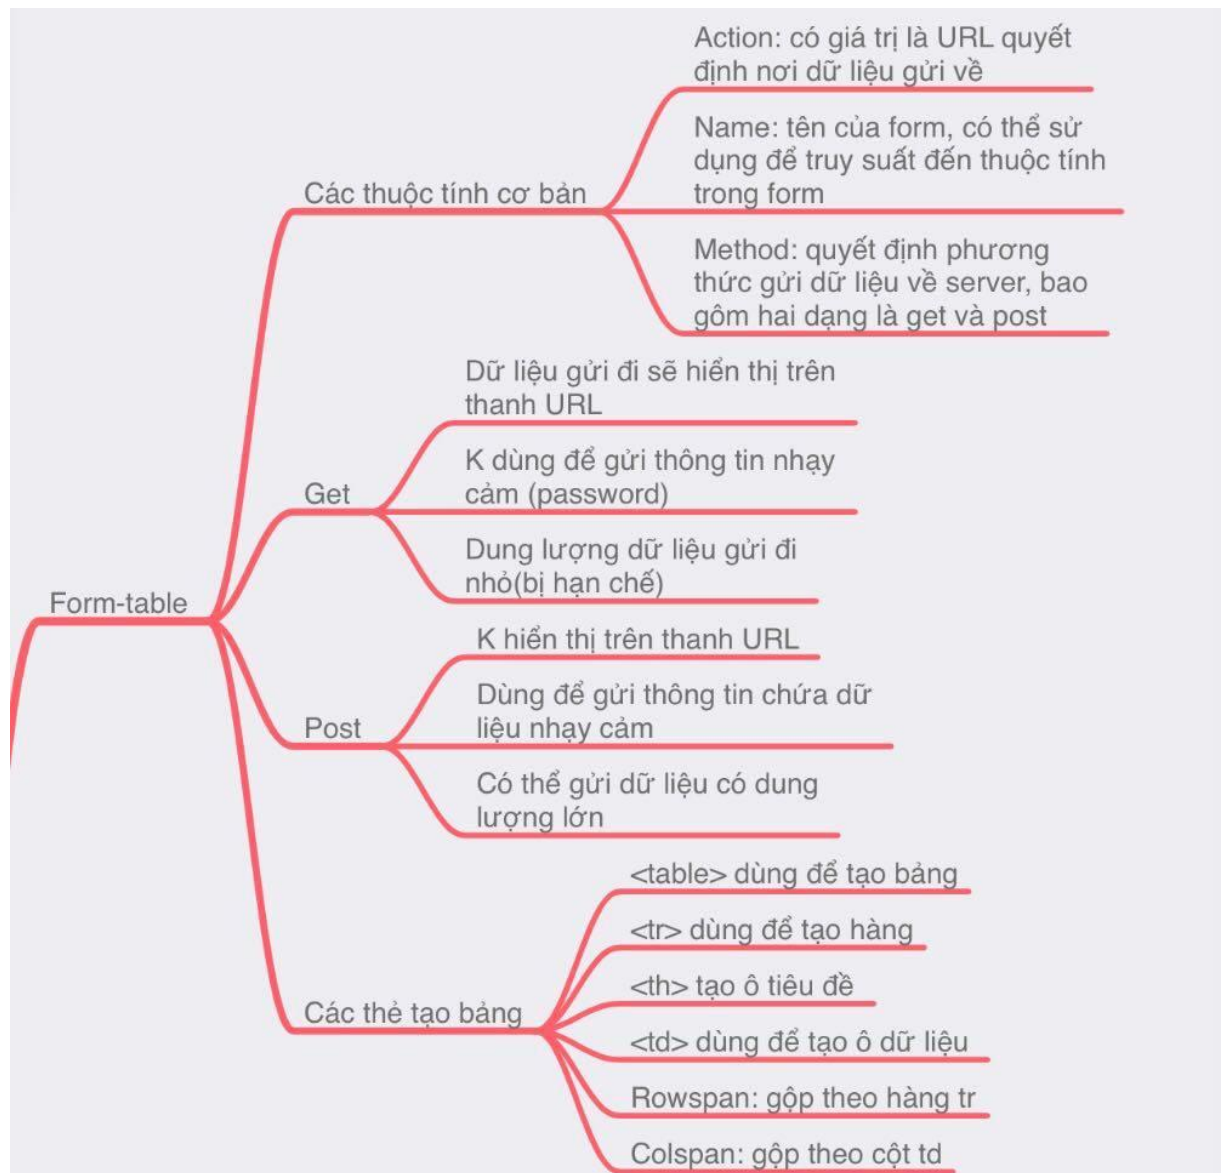 Form-table
Các thuộc tính cơ bản
Action: có giá trị là URL quyết
định nơi dữ liệu gửi về
Name: tên của form, có thể sử
dụng để truy suất đến thuộc tính
trong form
Method: quyết định phương
thức gửi dữ liệu về server, bao
gôm hai dạng là get và post
Get
Dữ liệu gửi đi sẽ hiển thị trên
thanh URL
K dùng để gửi thông tin nhạy
cảm (password)
Dung lượng dữ liệu gửi đi
nhỏ(bị hạn chế)
Post
K hiển thị trên thanh URL
Dùng để gửi thông tin chứa dữ
liệu nhạy cảm
Có thể gửi dữ liệu có dung
lượng lớn
Các thẻ tạo bảng
<table> dùng để tạo bảng
<tr> dùng để tạo hàng
<th> tạo ô tiêu đề
<td> dùng để tạo ô dữ liệu
Rowspan: gộp theo hàng tr
Colspan: gộp theo cột td